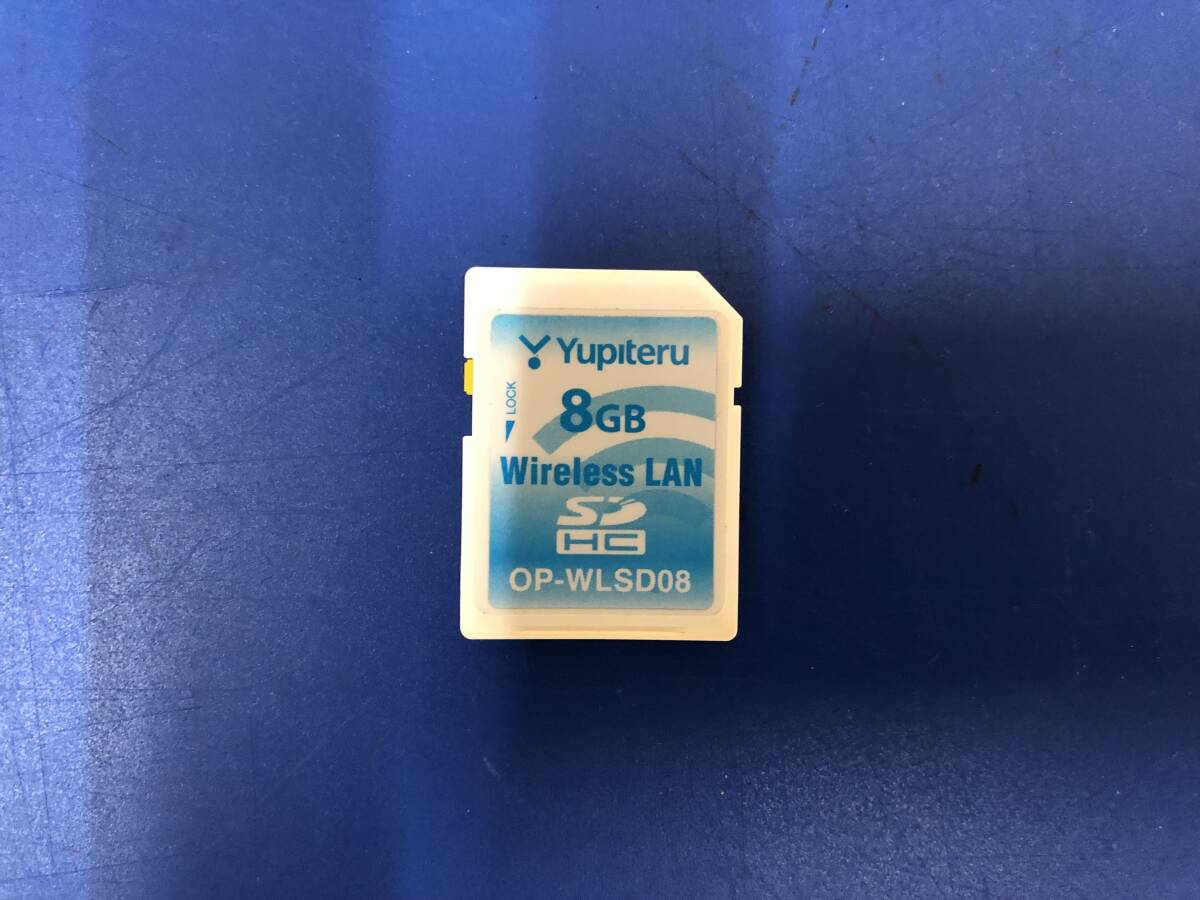 Yupiteru
LOCK
8GB
Wireless LAN
SD
HC
OP-WLSD08